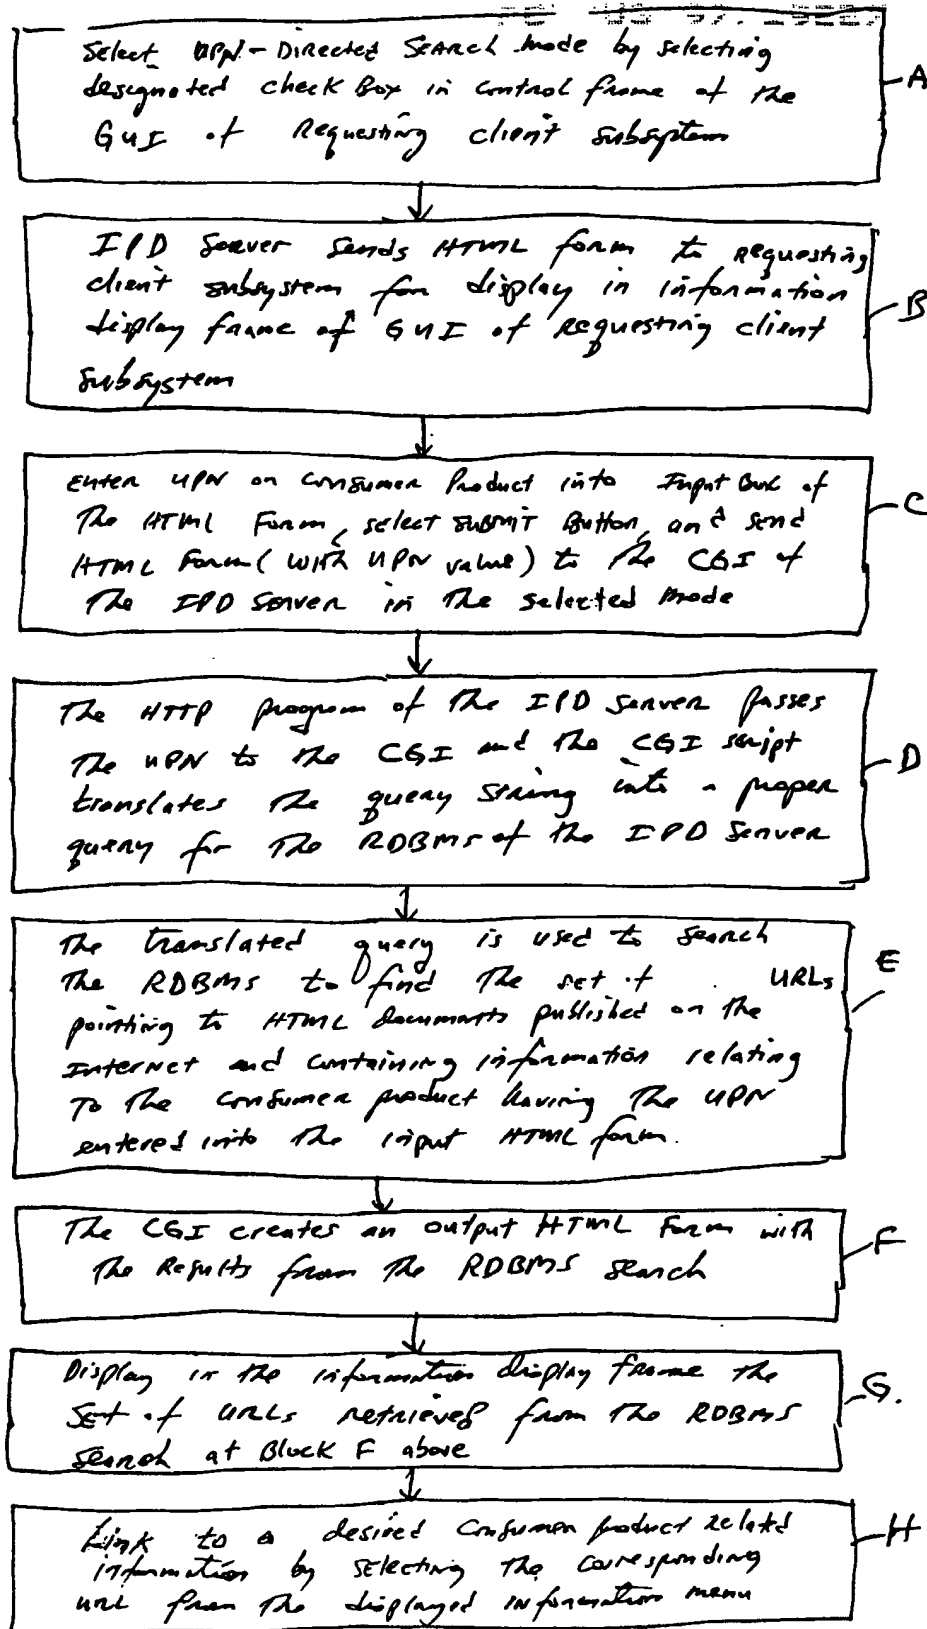 Select UPN-Directed Search mode by selecting
designated check Box in control frame of the
GUI of Requesting client subsystem
A
IPD Server sends HTML form to requesting
client subsystem for display in information
display frame of GUI of Requesting client
subsystem
B
Enter UPN on Consumer Product into Input Box of
The HTML Form, select submit Button, and send
HTML Form (with UPN value) to the CGI of
The IPD Server in the selected mode
C
The HTTP program of the IPD Server passes
The UPN to the CGI and the CGI script
translates the query string into a proper
query for the RDBMS of the IPD Server
D
The translated query is used to search
the RDBMS to find the set of URLs
pointing to HTML documents published on the
Internet and containing information relating
To the consumer product having the UPN
entered into the input HTML form.
E
The CGI creates an output HTML Form with
the Results from the RDBMS search
F
Display in the information display frame the
Set of URLs retrieved from the RDBMS
search at Block F above
G.
Link to a desired consumer product related
information by selecting the corresponding
URL from the displayed information menu
H